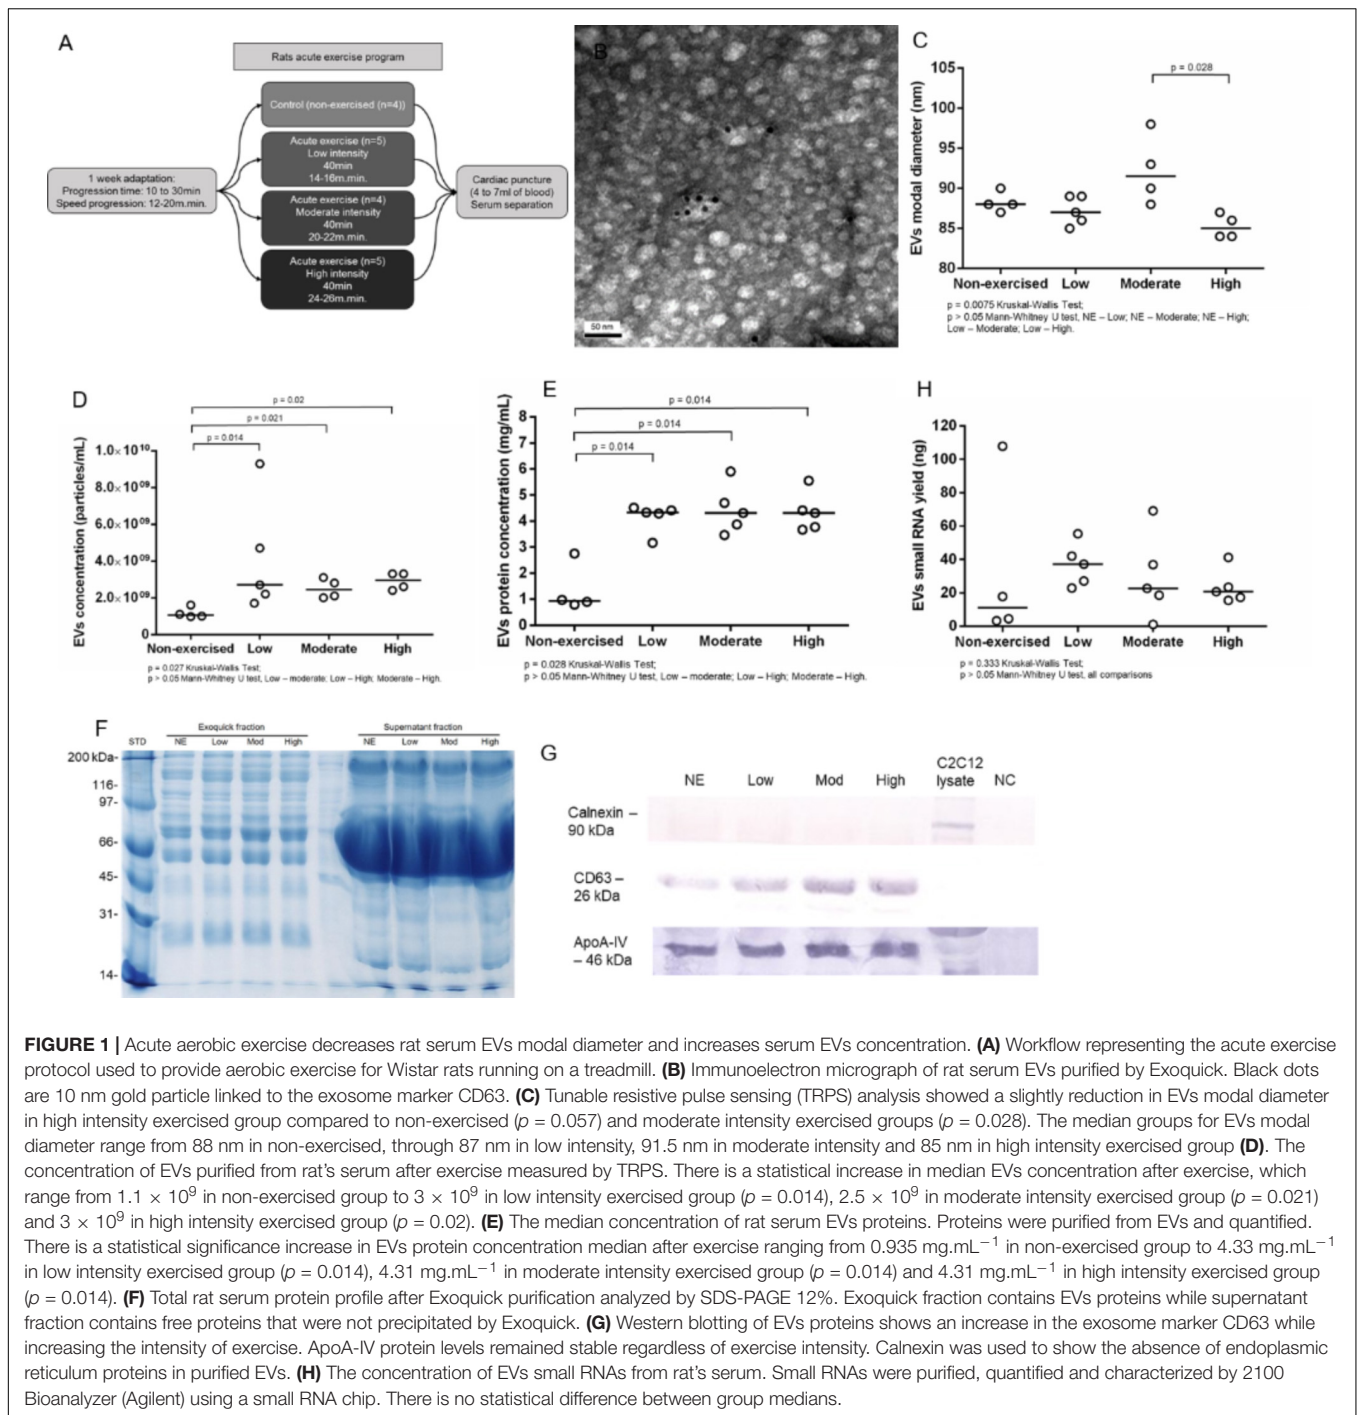 A
Rats acute exercise program
Control (non-exercised (n=4))
Acute exercise (n=5)
Low intensity
40min
14-16m.min.
1 week adaptation:
Progression time: 10 to 30min
Speed progression: 12-20m.min.
Acute exercise (n=4)
Moderate intensity
40min
20-22m.min.
Acute exercise (n=5)
High intensity
40min
24-26m.min.
Cardiac puncture
(4 to 7ml of blood)
Serum separation
B
50 nm
C
EVs modal diameter (nm)
105
100
95
90
85
80
p = 0.028
Non-exercised Low Moderate High
p = 0.0075 Kruskal-Wallis Test;
p > 0.05 Mann-Whitney U test, NE – Low; NE – Moderate; NE – High;
Low – Moderate; Low – High.
D
EVs concentration (particles/mL)
p = 0.02
p = 0.021
p = 0.014
1.0×10¹⁰
8.0×10⁰⁹
6.0×10⁰⁹
4.0×10⁰⁹
2.0×10⁰⁹
0
Non-exercised Low Moderate High
p = 0.027 Kruskal-Wallis Test;
p > 0.05 Mann-Whitney U test, Low – moderate; Low – High; Moderate – High.
E
EVs protein concentration (mg/mL)
p = 0.014
p = 0.014
p = 0.014
8
7
6
5
4
3
2
1
0
Non-exercised Low Moderate High
p = 0.028 Kruskal-Wallis Test;
p > 0.05 Mann-Whitney U test, Low – moderate; Low – High; Moderate – High.
H
EVs small RNA yield (ng)
120
100
80
60
40
20
0
Non-exercised Low Moderate High
p = 0.333 Kruskal-Wallis Test;
p > 0.05 Mann-Whitney U test, all comparisons
F
Exoquick fraction Supernatant fraction
STD NE Low Mod High NE Low Mod High
200 kDa-
116-
97-
66-
45-
31-
14-
G
NE Low Mod High C2C12 lysate NC
Calnexin –
90 kDa
CD63 –
26 kDa
ApoA-IV
– 46 kDa
FIGURE 1 | Acute aerobic exercise decreases rat serum EVs modal diameter and increases serum EVs concentration. (A) Workflow representing the acute exercise
protocol used to provide aerobic exercise for Wistar rats running on a treadmill. (B) Immunoelectron micrograph of rat serum EVs purified by Exoquick. Black dots
are 10 nm gold particle linked to the exosome marker CD63. (C) Tunable resistive pulse sensing (TRPS) analysis showed a slightly reduction in EVs modal diameter
in high intensity exercised group compared to non-exercised (p = 0.057) and moderate intensity exercised groups (p = 0.028). The median groups for EVs modal
diameter range from 88 nm in non-exercised, through 87 nm in low intensity, 91.5 nm in moderate intensity and 85 nm in high intensity exercised group (D). The
concentration of EVs purified from rat's serum after exercise measured by TRPS. There is a statistical increase in median EVs concentration after exercise, which
range from 1.1 × 10⁹ in non-exercised group to 3 × 10⁹ in low intensity exercised group (p = 0.014), 2.5 × 10⁹ in moderate intensity exercised group (p = 0.021)
and 3 × 10⁹ in high intensity exercised group (p = 0.02). (E) The median concentration of rat serum EVs proteins. Proteins were purified from EVs and quantified.
There is a statistical significance increase in EVs protein concentration median after exercise ranging from 0.935 mg.mL⁻¹ in non-exercised group to 4.33 mg.mL⁻¹
in low intensity exercised group (p = 0.014), 4.31 mg.mL⁻¹ in moderate intensity exercised group (p = 0.014) and 4.31 mg.mL⁻¹ in high intensity exercised group
(p = 0.014). (F) Total rat serum protein profile after Exoquick purification analyzed by SDS-PAGE 12%. Exoquick fraction contains EVs proteins while supernatant
fraction contains free proteins that were not precipitated by Exoquick. (G) Western blotting of EVs proteins shows an increase in the exosome marker CD63 while
increasing the intensity of exercise. ApoA-IV protein levels remained stable regardless of exercise intensity. Calnexin was used to show the absence of endoplasmic
reticulum proteins in purified EVs. (H) The concentration of EVs small RNAs from rat's serum. Small RNAs were purified, quantified and characterized by 2100
Bioanalyzer (Agilent) using a small RNA chip. There is no statistical difference between group medians.